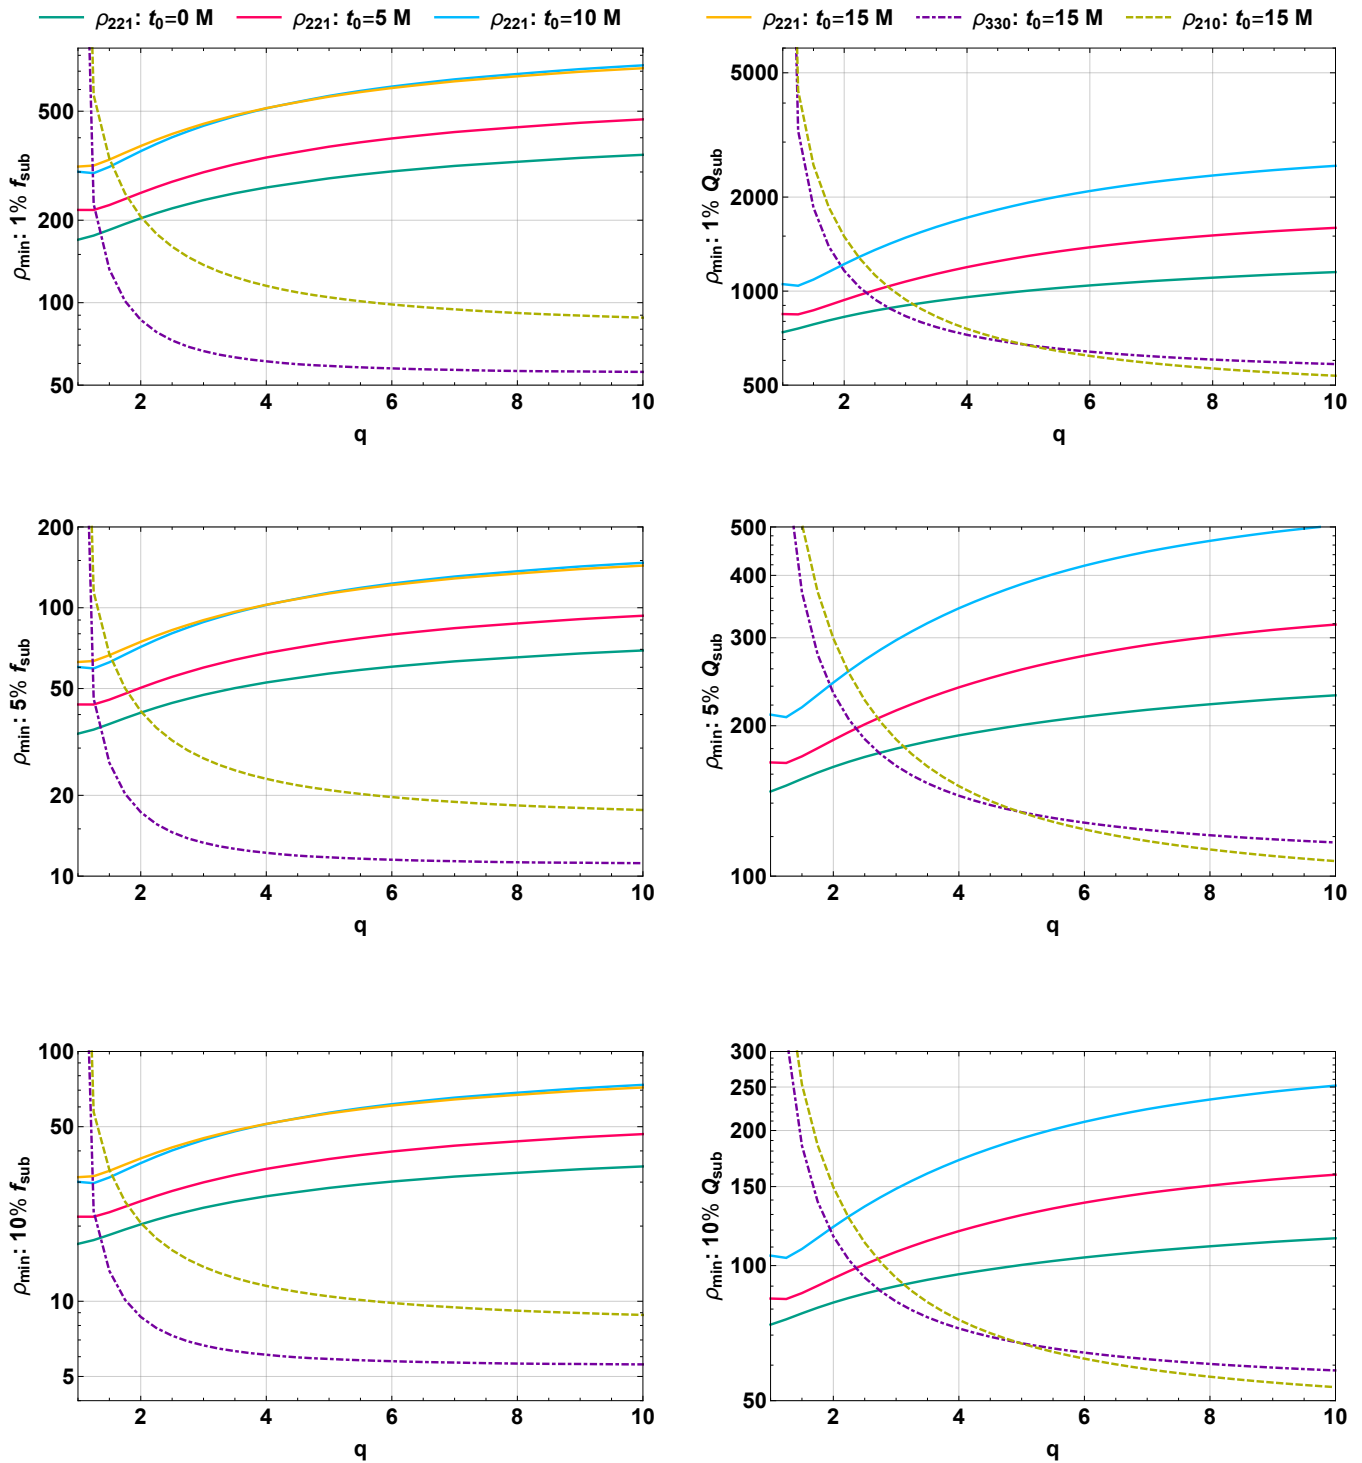 ρ221: t0=0 M ρ221: t0=5 M ρ221: t0=10 M ρ221: t0=15 M ρ330: t0=15 M ρ210: t0=15 M
ρmin: 1% fsub
500
200
100
50
2 4 6 8 10
q
ρmin: 1% Qsub
5000
2000
1000
500
2 4 6 8 10
q
ρmin: 5% fsub
200
100
50
20
10
2 4 6 8 10
q
ρmin: 5% Qsub
500
400
300
200
100
2 4 6 8 10
q
ρmin: 10% fsub
100
50
10
5
2 4 6 8 10
q
ρmin: 10% Qsub
300
250
200
150
100
50
2 4 6 8 10
q